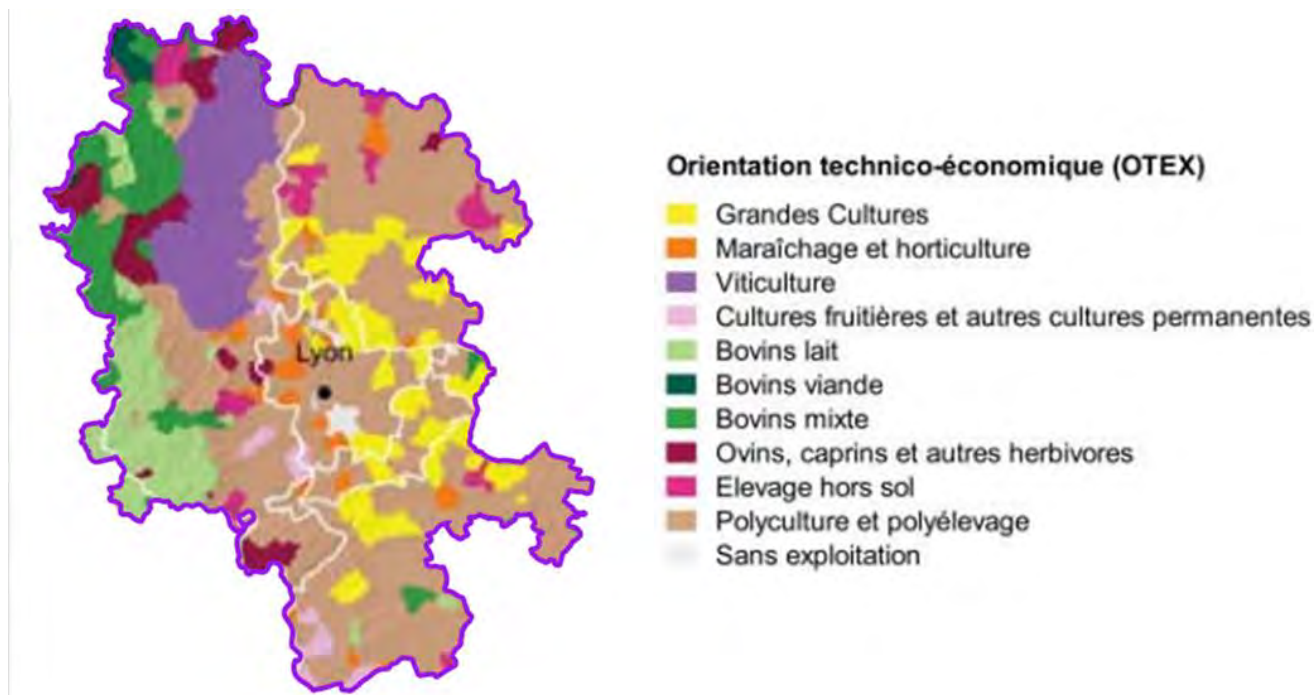 Lyon
Orientation technico-économique (OTEX)
Grandes Cultures
Maraîchage et horticulture
Viticulture
Cultures fruitières et autres cultures permanentes
Bovins lait
Bovins viande
Bovins mixte
Ovins, caprins et autres herbivores
Elevage hors sol
Polyculture et polyélevage
Sans exploitation